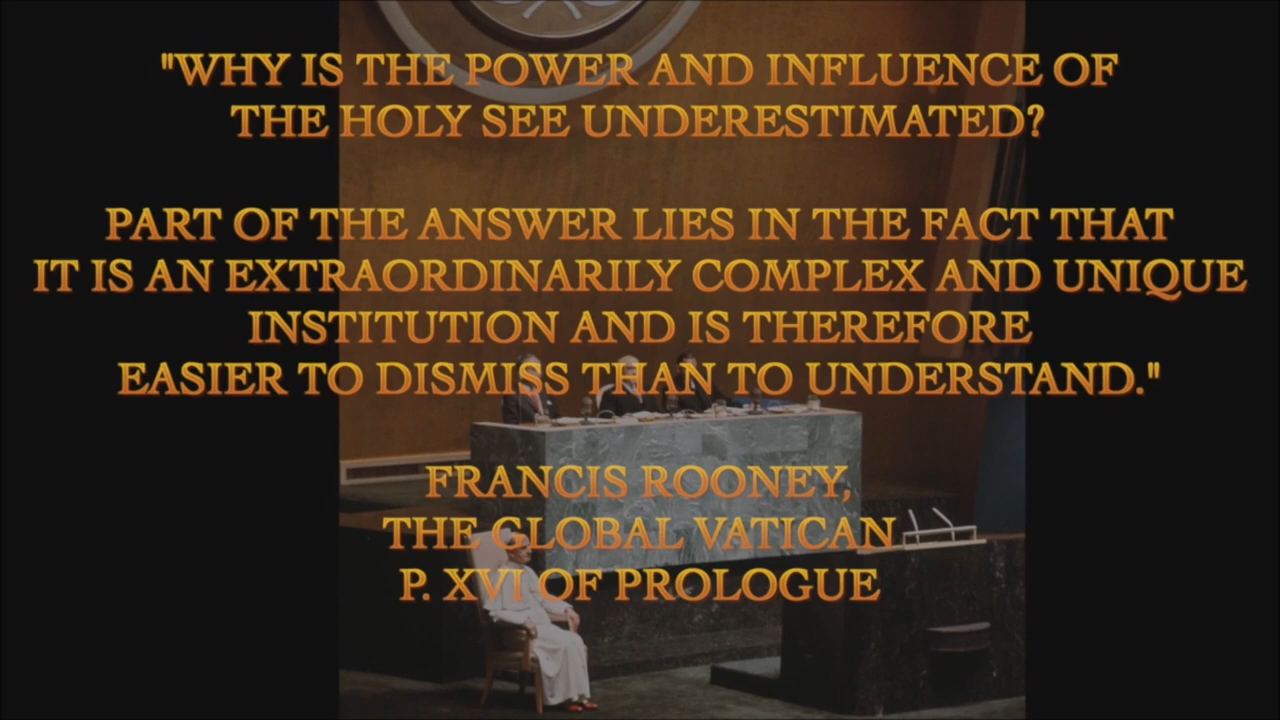 "WHY IS THE POWER AND INFLUENCE OF
THE HOLY SEE UNDERESTIMATED?
PART OF THE ANSWER LIES IN THE FACT THAT
IT IS AN EXTRAORDINARILY COMPLEX AND UNIQUE
INSTITUTION AND IS THEREFORE
EASIER TO DISMISS THAN TO UNDERSTAND."
FRANCIS ROONEY,
THE GLOBAL VATICAN
P. XVI OF PROLOGUE